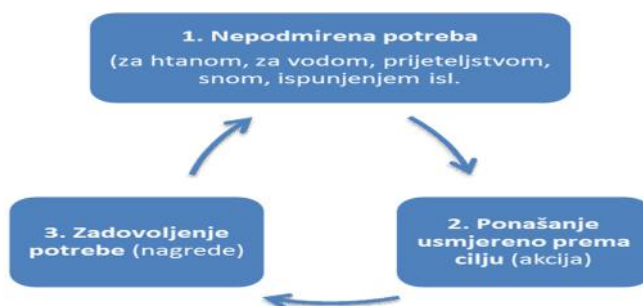 1. Nepodmirena potreba
(za htanom, za vodom, prijeteljstvom,
snom, ispunjenjem isl.
2. Ponašanje
usmjereno prema
cilju (akcija)
3. Zadovoljenje
potrebe (nagrede)